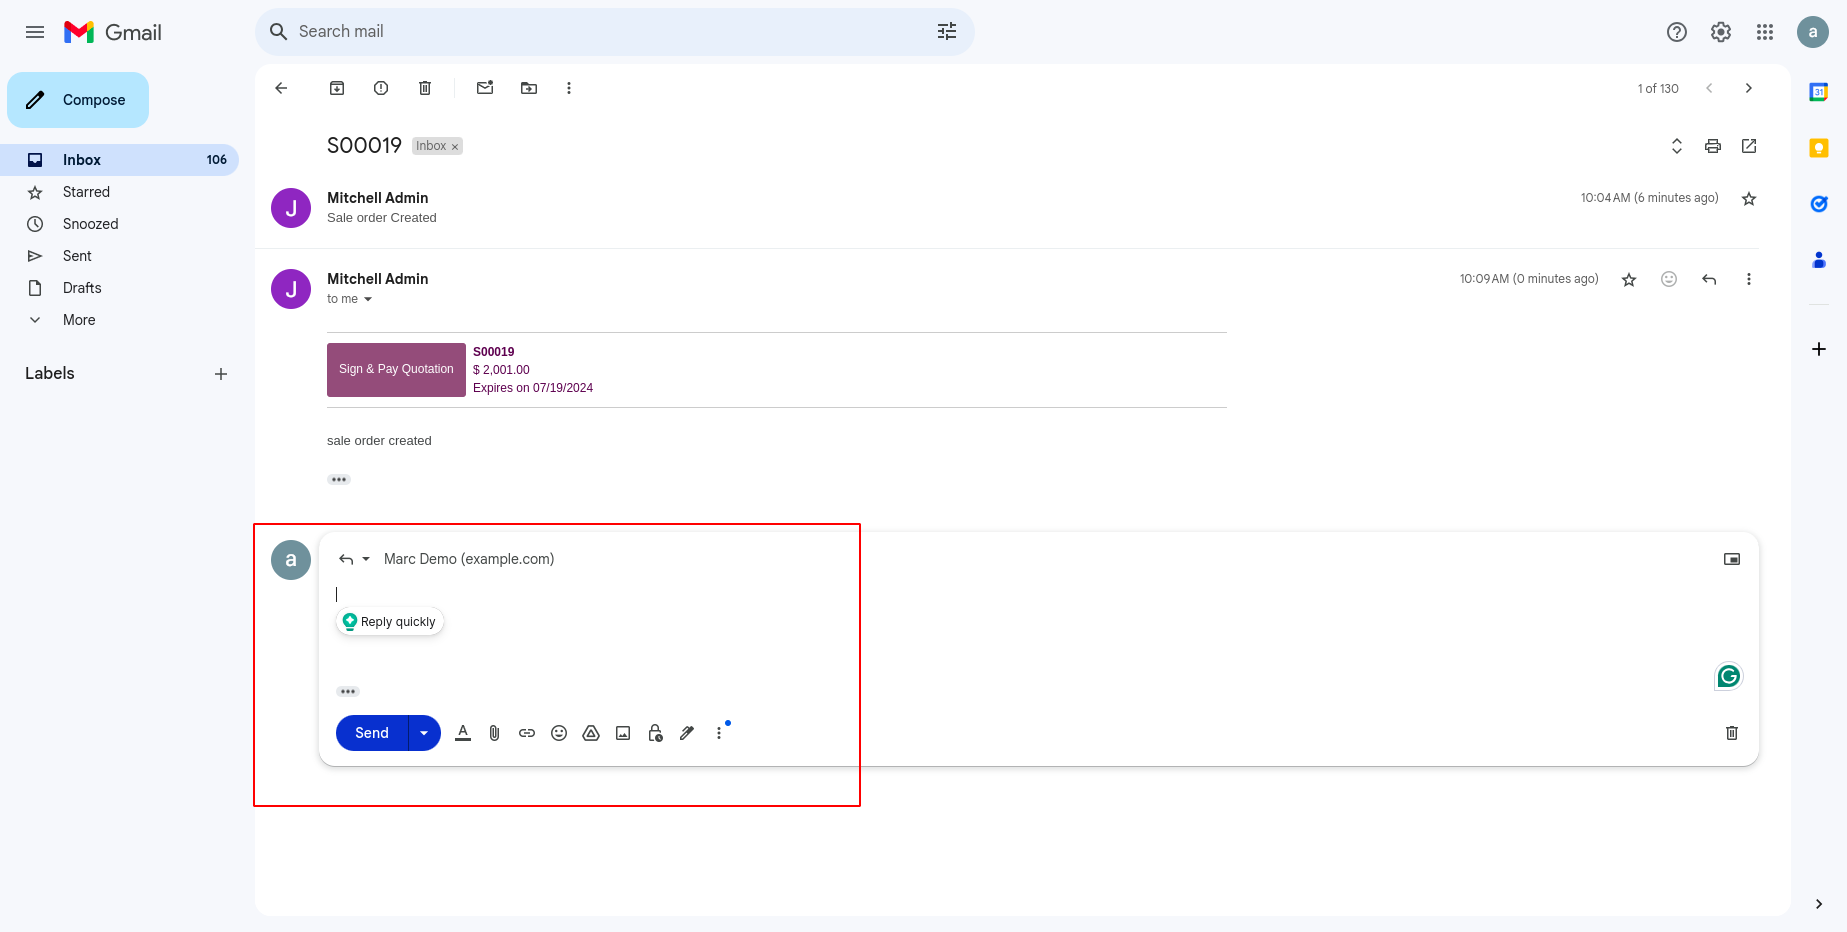 Gmail
Search mail
a
Compose
1 of 130
Inbox 106
Starred
Snoozed
Sent
Drafts
More
Labels
31
S00019 Inbox ×
J
Mitchell Admin
10:04 AM (6 minutes ago)
Sale order Created
J
Mitchell Admin
10:09 AM (0 minutes ago)
to me
Sign & Pay Quotation
S00019
$ 2,001.00
Expires on 07/19/2024
sale order created
a
Marc Demo (example.com)
Reply quickly
G
Send
A